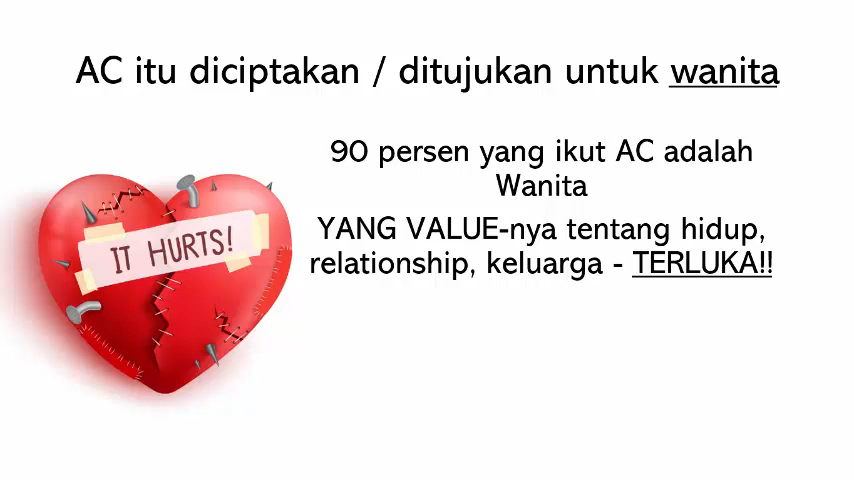 AC itu diciptakan / ditujukan untuk wanita
90 persen yang ikut AC adalah
Wanita
YANG VALUE-nya tentang hidup,
relationship, keluarga - TERLUKA!!
IT HURTS!